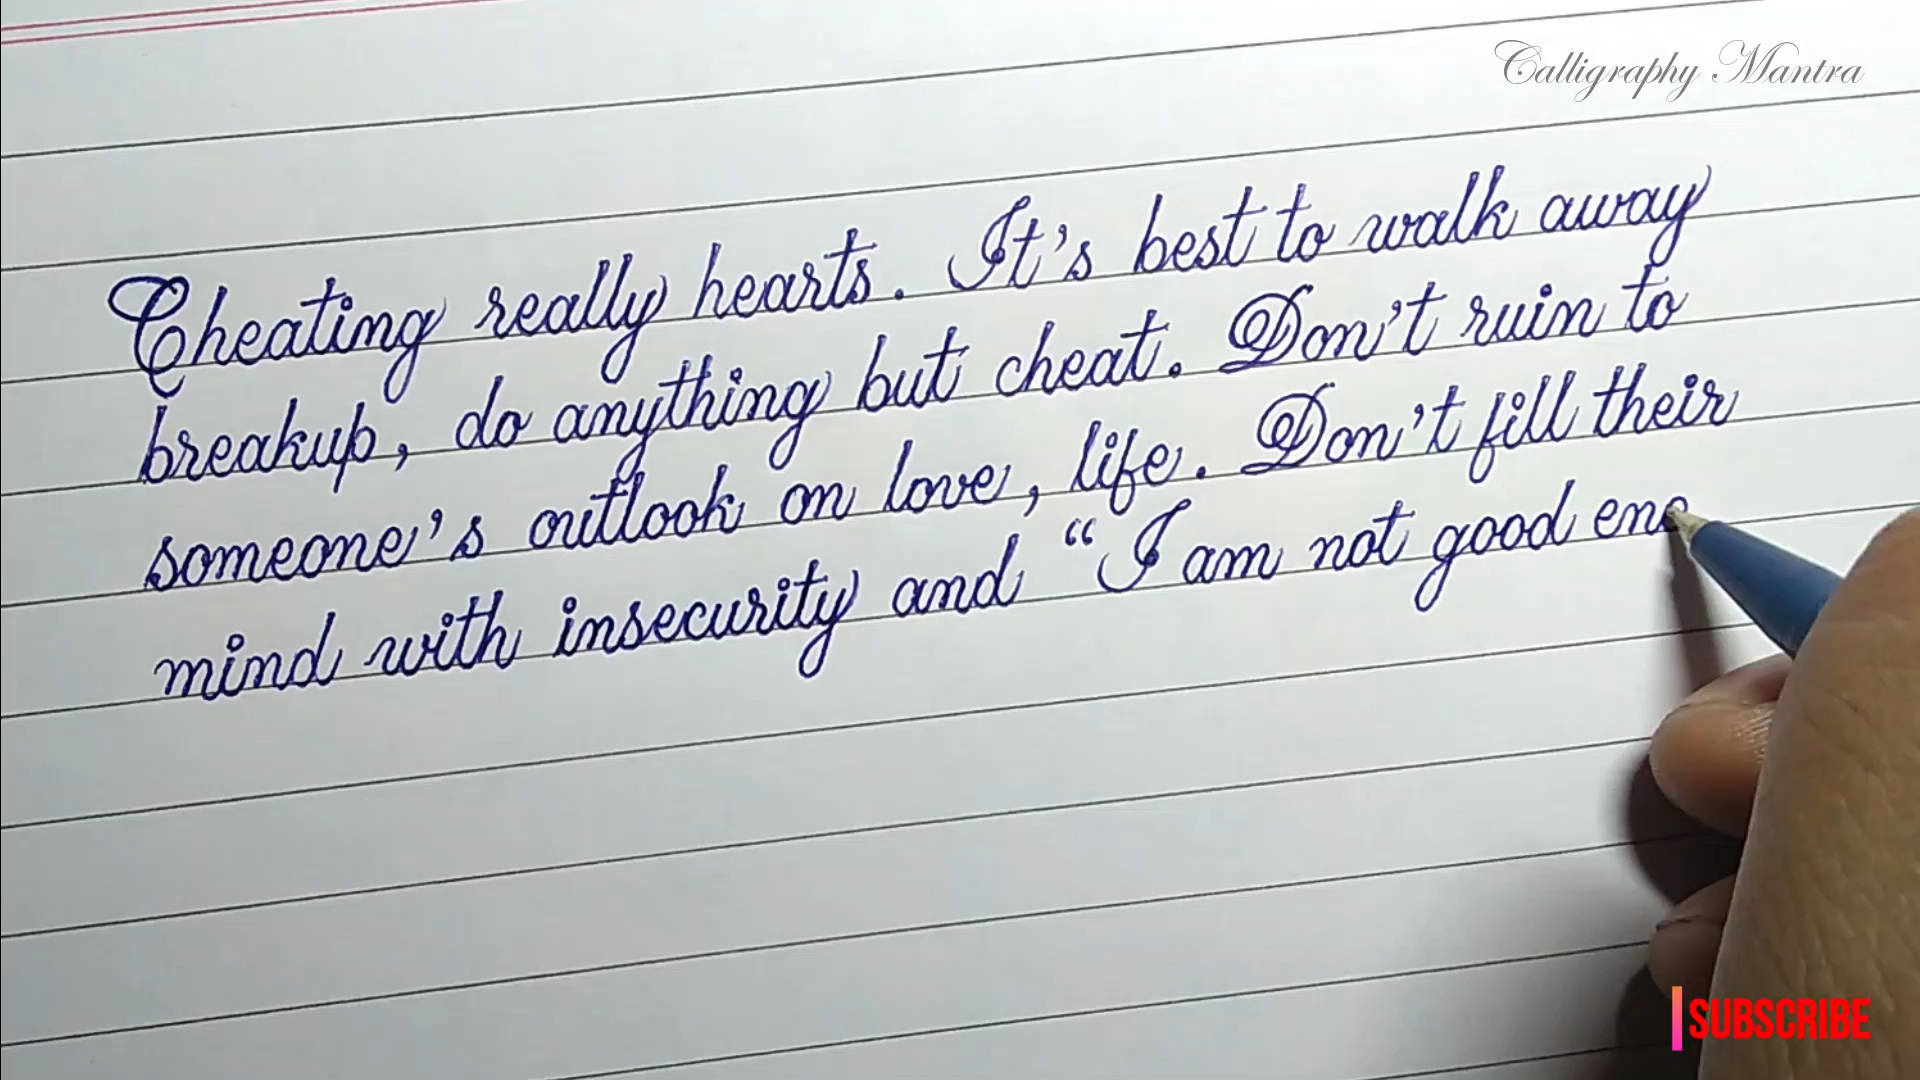 Calligraphy Mantra
Cheating really hearts. It's best to walk away
breakup, do anything but cheat. Don't ruin to
someone's outlook on love, life. Don't fill their
mind with insecurity and “I am not good eno
SUBSCRIBE